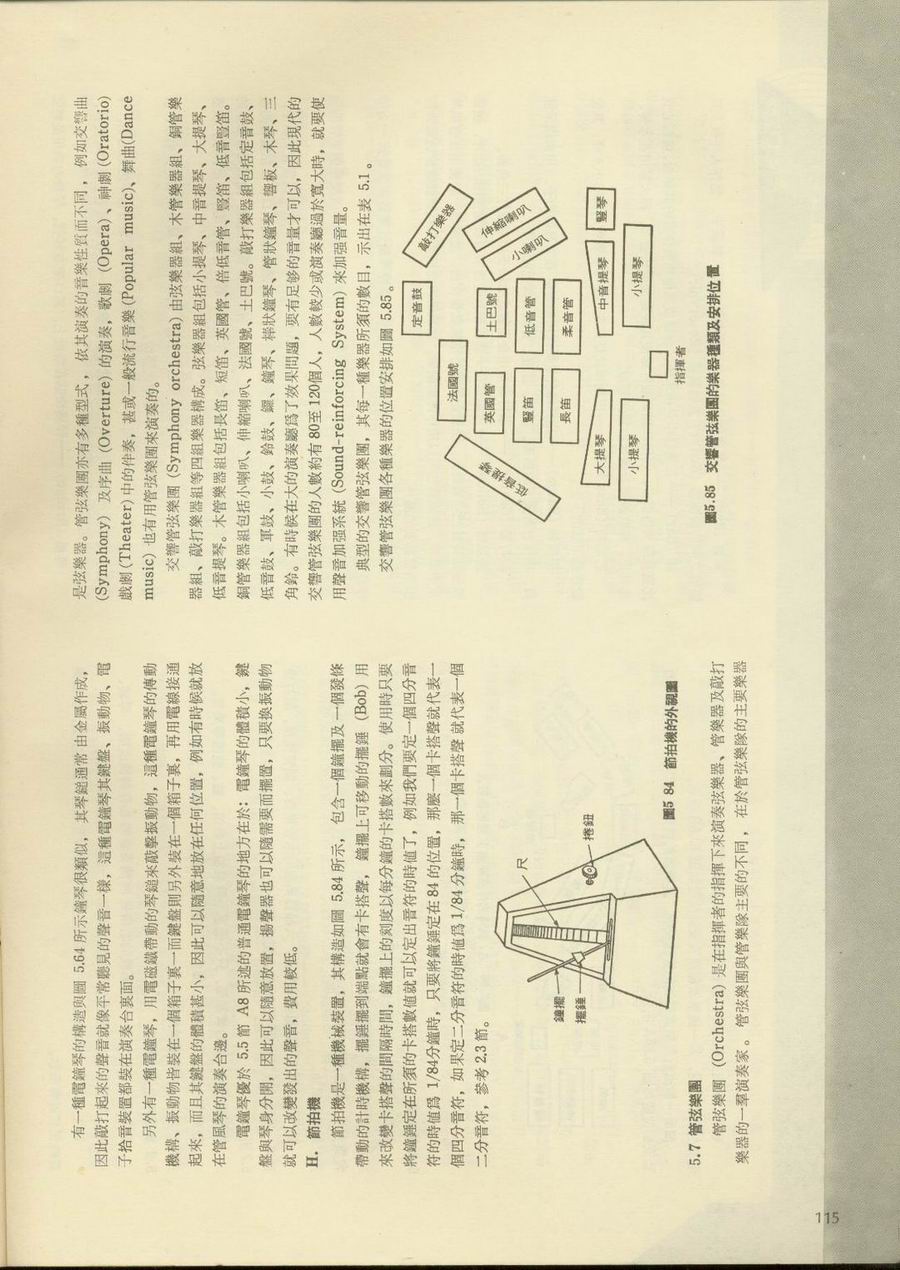 有一種電鐘琴的構造與圖 5.64 所示鐘琴很類似，其琴鎚通常由金屬作成，
因此敲打起來的聲音就像平常聽見的聲音一樣，這種電鐘琴其鍵盤、振動物、電
子拾音裝置都裝在演奏台裏面。
另外有一種電鐘琴，用電磁鐵帶動的琴鎚來敲擊振動物，這種電鐘琴的傳動
機構、振動物皆裝在一個箱子裏—而鍵盤則另外裝在一個箱子裏，再用電線接通
起來，而且其鍵盤的體積甚小，因此可以隨意地放在任何位置，例如有時候就放
在管風琴的演奏台邊。
電鐘琴優於 5.5 節 A8 所述的普通電鐘琴的地方在於：電鐘琴的體積小，鍵
盤與琴身分開，因此可以隨意放置，揚聲器也可以隨需要而擺置，只要換振動物
就可以改變發出的聲音，費用較低。
H. 節拍機
節拍機是一種機械裝置，其構造如圖 5.84 所示，包含一個鐘擺及一個發條
帶動的計時機構，擺錘擺到端點就會有卡搭聲，鐘擺上可移動的擺錘 (Bob) 用
來改變卡搭聲的間隔時間，鐘擺上的刻度以每分鐘的卡搭數來劃分。使用時只要
將鐘錘定在所須的卡搭數值就可以定出音符的時值了，例如我們要定一個四分音
符的時值爲 1/84分鐘時，只要將鐘錘定在 84 的位置，那麼一個卡搭聲就代表一
個四分音符，如果定二分音符的時值爲 1/84 分鐘時，那一個卡搭聲就代表一個
二分音符，參考 2.3 節。
尺
捲鈕
鐘擺
擺錘
圖5 84 節拍機的外視圖
5.7 管弦樂團
管弦樂團 (Orchestra) 是在指揮者的指揮下來演奏弦樂器、管樂器及敲打
樂器的一羣演奏家。管弦樂團與管樂隊主要的不同，在於管弦樂隊的主要樂器
是弦樂器。管弦樂團亦有多種型式，依其演奏的音樂性質而不同，例如交響曲
(Symphony) 及序曲 (Overture) 的演奏，歌劇 (Opera)、神劇 (Oratorio)
戲劇 (Theater) 中的伴奏，甚或一般流行音樂 (Popular music)、舞曲(Dance
music) 也有用管弦樂團來演奏的。
交響管弦樂團 (Symphony orchestra) 由弦樂器組、木管樂器組、銅管樂
器組、敲打樂器組等四組樂器構成。弦樂器組包括小提琴、中音提琴、大提琴、
低音提琴。木管樂器組包括長笛、短笛、英國管、倍低音管、豎笛、低音豎笛。
銅管樂器組包括小喇叭、伸縮喇叭、法國號、土巴號。敲打樂器組包括定音鼓、
低音鼓、軍鼓、小鼓、鈴鼓、鑼、鐘琴、棒狀鐘琴、管狀鐘琴、響板、木琴、三
角鈴。有時候在大的演奏廳爲了效果問題，要有足够的音量才可以，因此現代的
交響管弦樂團的人數約有 80至 120個人，人數較少或演奏廳過於寬大時，就要使
用聲音加强系統 (Sound-reinforcing System) 來加强音量。
典型的交響管弦樂團，其每一種樂器所須的數目，示出在表 5.1。
交響管弦樂團各種樂器的位置安排如圖 5.85。
定音鼓
敲打樂器
法國號
土巴號
伸縮喇叭
小喇叭
低音提琴
英國管
低音管
豎笛
柔音管
長笛
大提琴
中音提琴
豎琴
小提琴
小提琴
指揮者
圖5.85 交響管弦樂團的樂器種類及安排位置
115